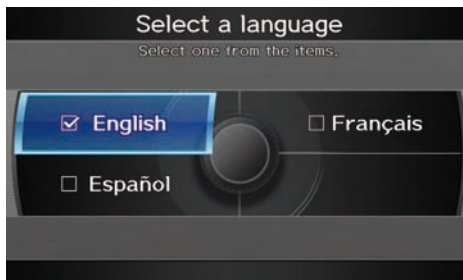 Select a language
Select one from the items.
English
Français
Español